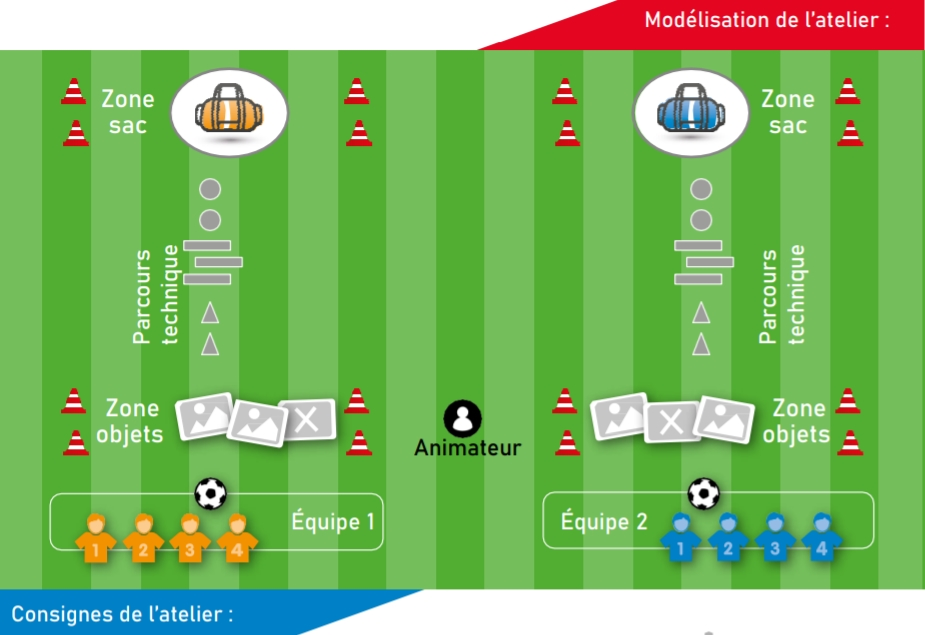 Modélisation de l'atelier :
Zone
sac
Zone
sac
Parcours
technique
Parcours
technique
Zone
objets
Animateur
Zone
objets
Équipe 1
1
2
3
4
Équipe 2
1
2
3
4
Consignes de l'atelier :